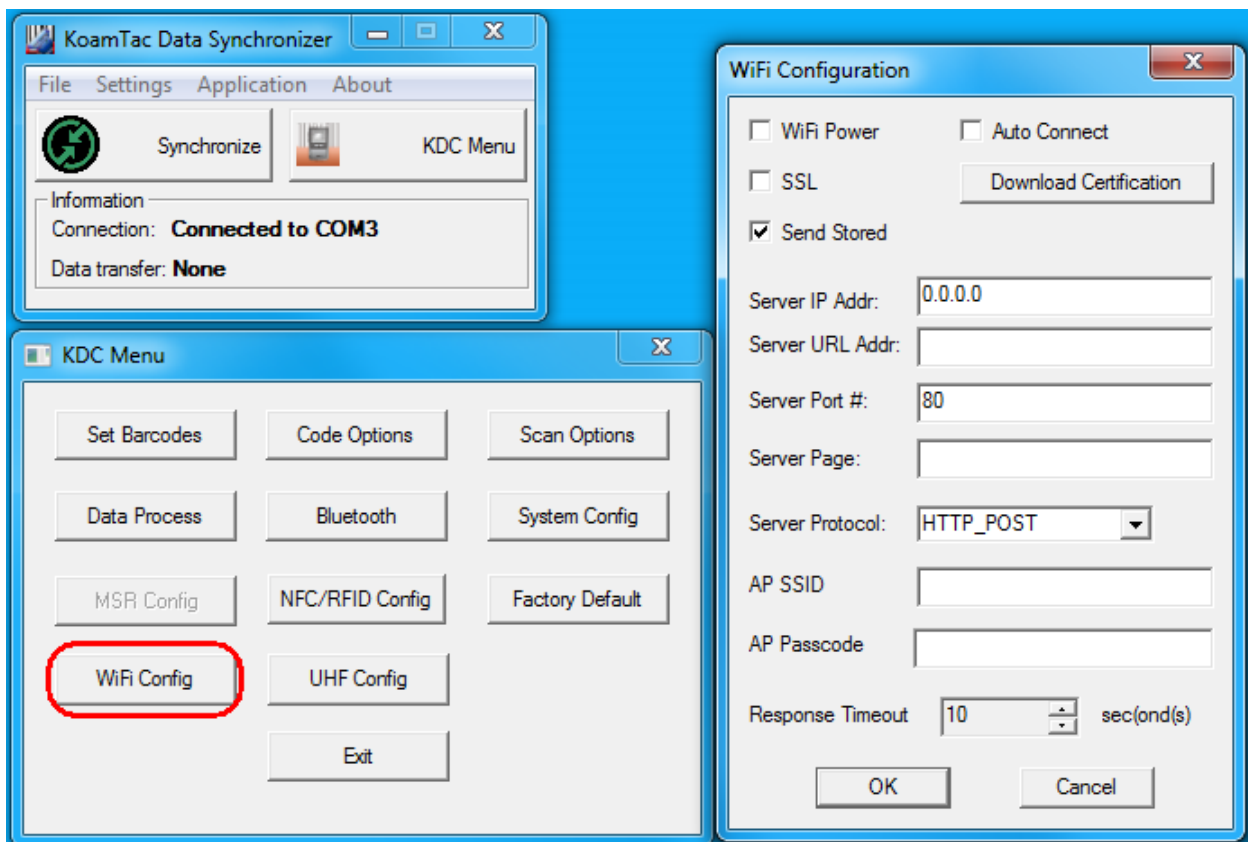 KoamTac Data Synchronizer
File Settings Application About
Synchronize KDC Menu
Information
Connection: Connected to COM3
Data transfer: None
KDC Menu
Set Barcodes Code Options Scan Options
Data Process Bluetooth System Config
MSR Config NFC/RFID Config Factory Default
WiFi Config UHF Config
Exit
WiFi Configuration
WiFi Power Auto Connect
SSL Download Certification
Send Stored
Server IP Addr: 0.0.0.0
Server URL Addr:
Server Port #: 80
Server Page:
Server Protocol: HTTP_POST
AP SSID
AP Passcode
Response Timeout 10 sec(ond(s)
OK Cancel